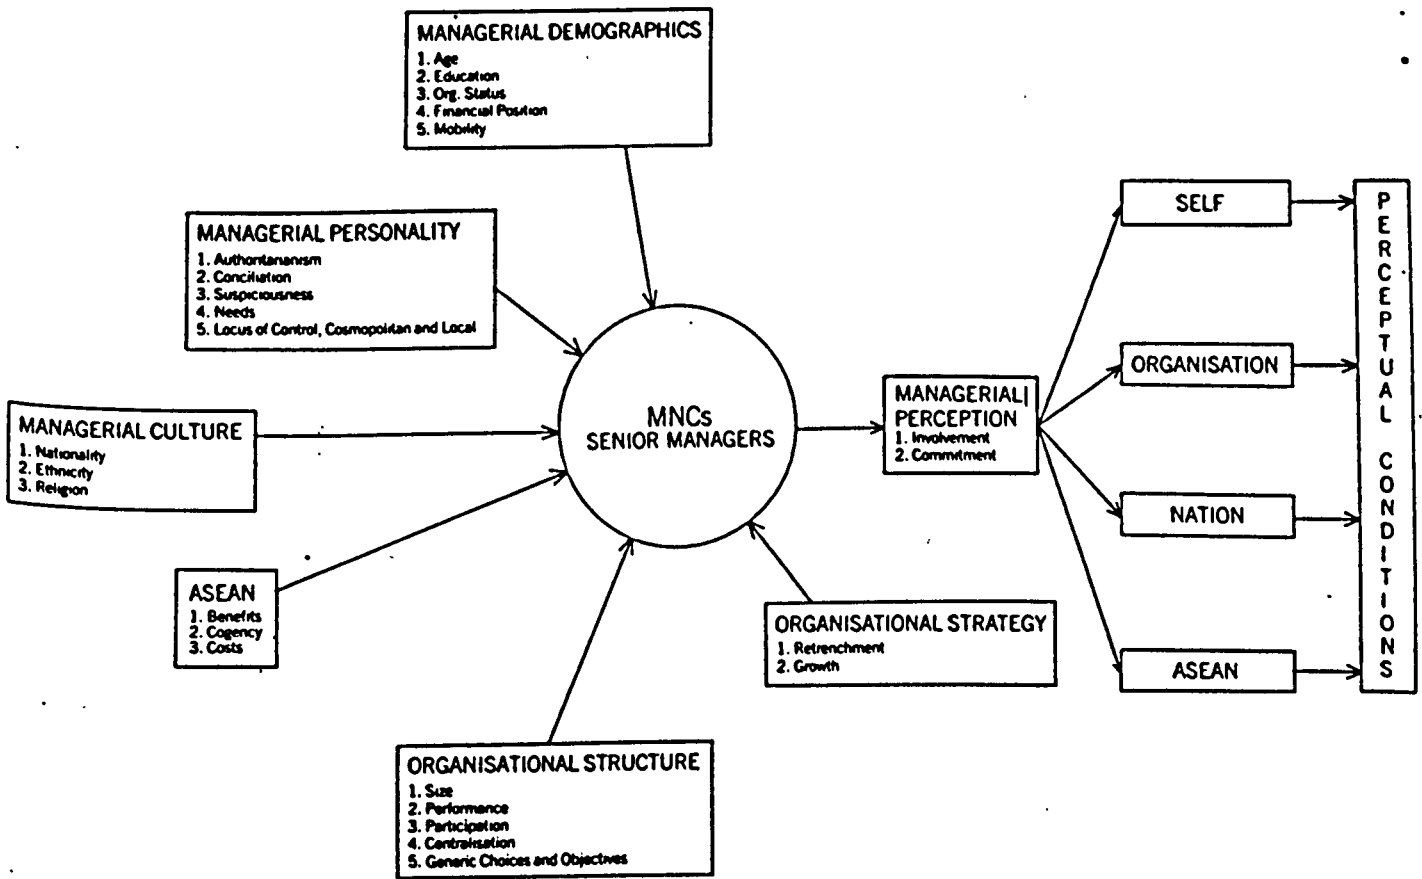 MANAGERIAL DEMOGRAPHICS
1. Age
2. Education
3. Org. Status
4. Financial Position
5. Mobility
MANAGERIAL PERSONALITY
1. Authoritarianism
2. Conciliation
3. Suspiciousness
4. Needs
5. Locus of Control, Cosmopolitan and Local
MANAGERIAL CULTURE
1. Nationality
2. Ethnicity
3. Religion
ASEAN
1. Benefits
2. Cogency
3. Costs
ORGANISATIONAL STRUCTURE
1. Size
2. Performance
3. Participation
4. Centralisation
5. Generic Choices and Objectives
ORGANISATIONAL STRATEGY
1. Retrenchment
2. Growth
MNCs
SENIOR MANAGERS
MANAGERIAL
PERCEPTION
1. Involvement
2. Commitment
SELF
ORGANISATION
NATION
ASEAN
PERCEPTUAL CONDITIONS